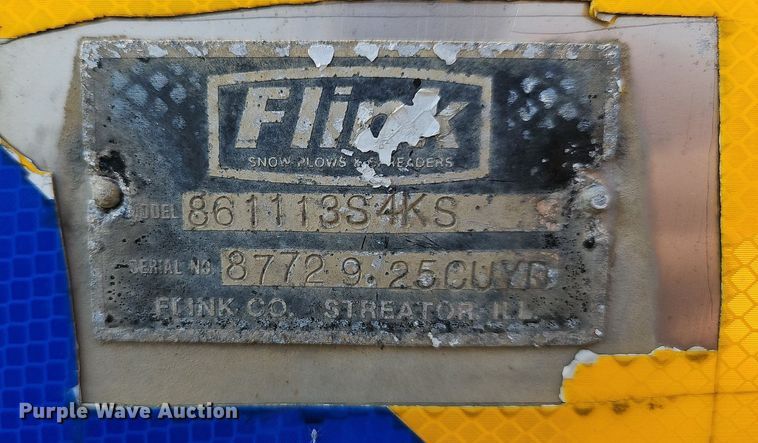 Flink
SNOW PLOWS & SPREADERS
MODEL 861113S4KS
SERIAL NO. 8772 9.25CUYD
FLINK CO. STREATOR, ILL.
Purple Wave Auction